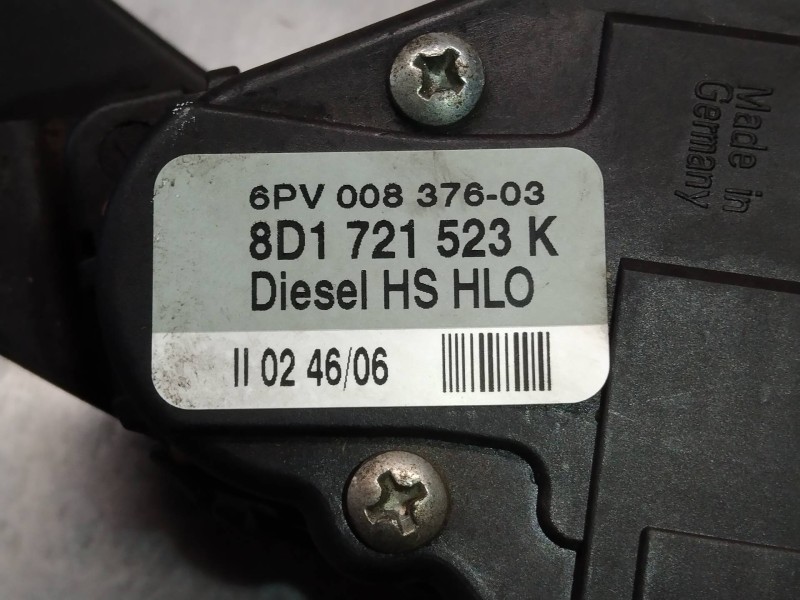 6PV 008 376-03
8D1 721 523 K
Diesel HS HLO
II 02 46/06
Made in
Germany